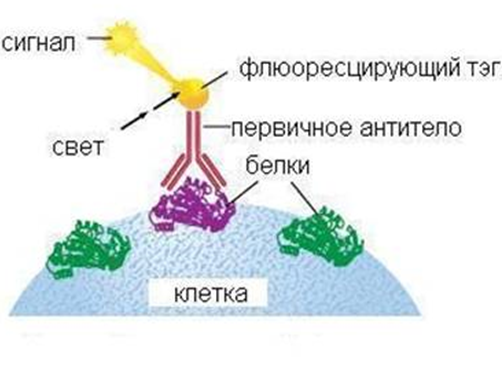 сигнал
флюоресцирующий тэг
свет
первичное антитело
белки
клетка